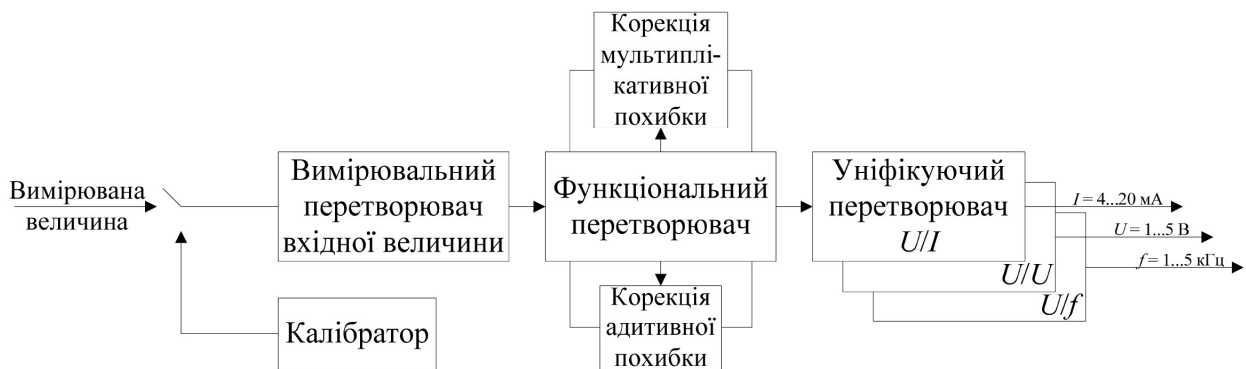 Вимірювана
величина
Калібратор
Вимірювальний
перетворювач
вхідної величини
Корекція
мультиплі-
кативної
похибки
Функціональний
перетворювач
Корекція
адитивної
похибки
Уніфікуючий
перетворювач
U/I
U/U
U/f
I = 4...20 мА
U = 1...5 В
f = 1...5 кГц